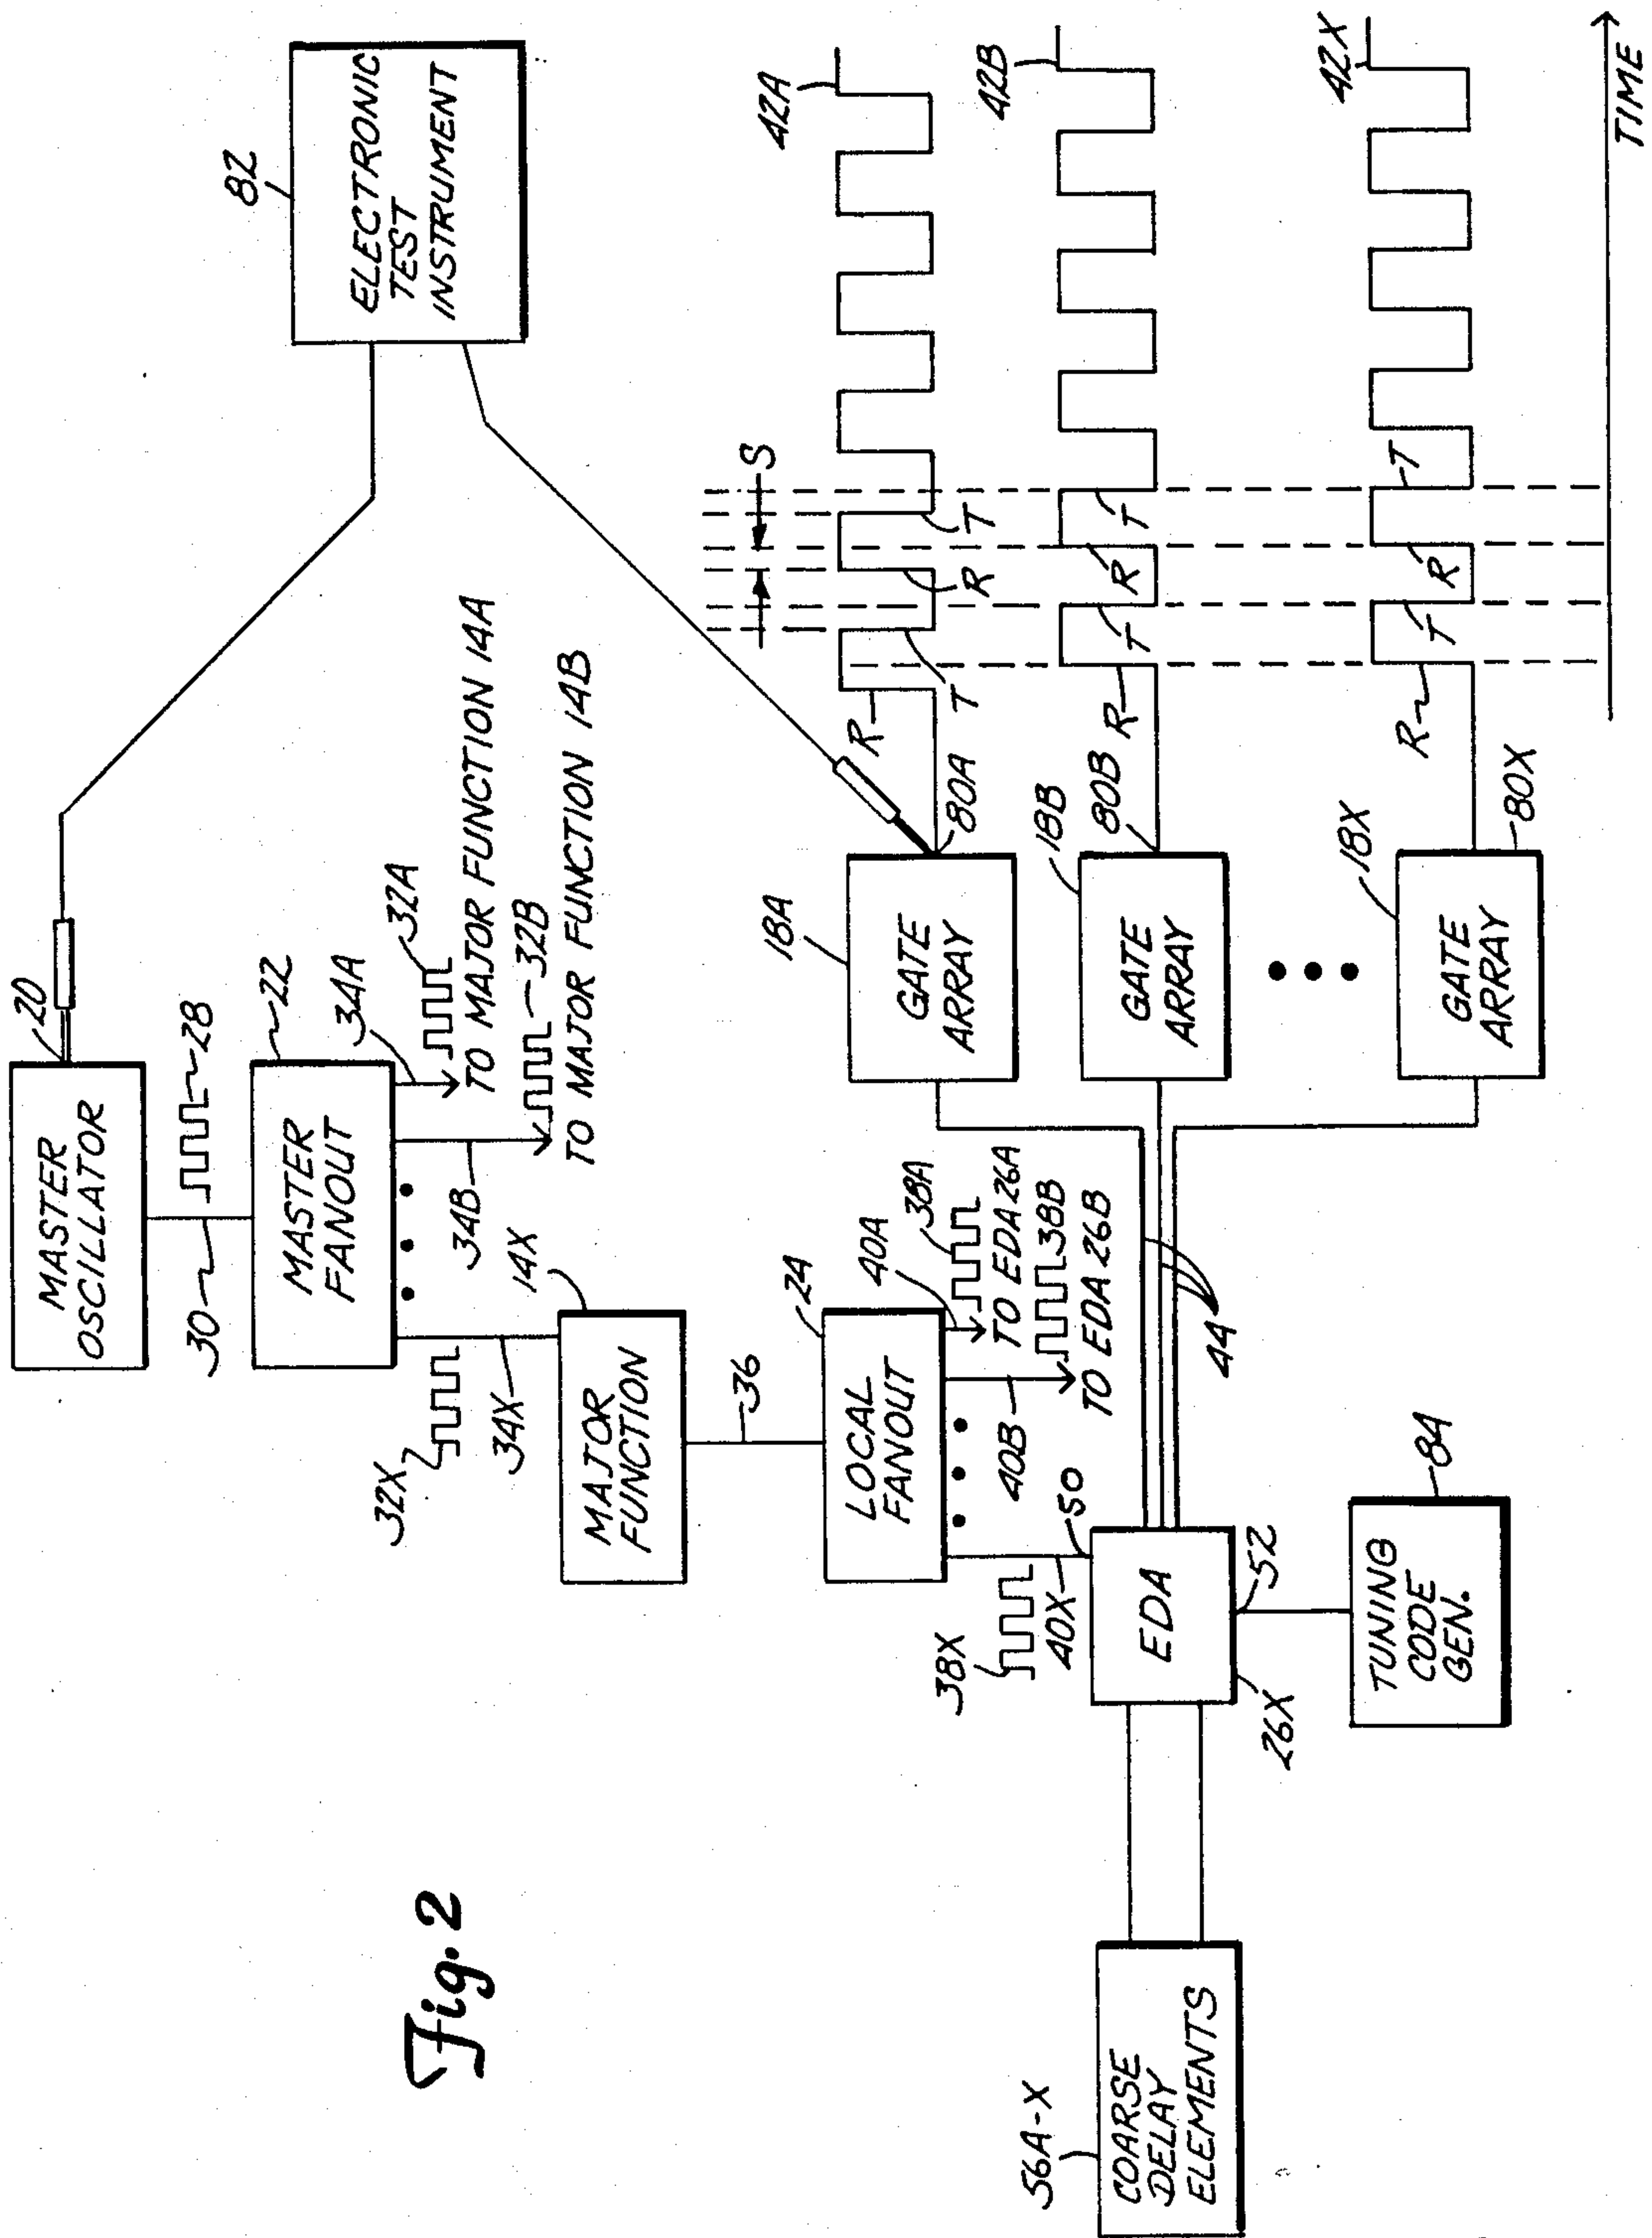 Fig. 2
MASTER
OSCILLATOR
20
30
28
MASTER
FANOUT
22
34A
32A
TO MAJOR FUNCTION 14A
34B
32B
TO MAJOR FUNCTION 14B
32X
34X
14X
MAJOR
FUNCTION
36
LOCAL
FANOUT
24
40A
38A
TO EDA 26A
40B
38B
TO EDA 26B
38X
40X
50
EDA
26X
52
44
TUNING
CODE
GEN.
84
56A-X
COARSE
DELAY
ELEMENTS
82
ELECTRONIC
TEST
INSTRUMENT
18A
GATE
ARRAY
80A
R
T
R
T
S
42A
18B
GATE
ARRAY
80B
R
T
R
T
42B
18X
GATE
ARRAY
80X
R
T
R
T
42X
TIME